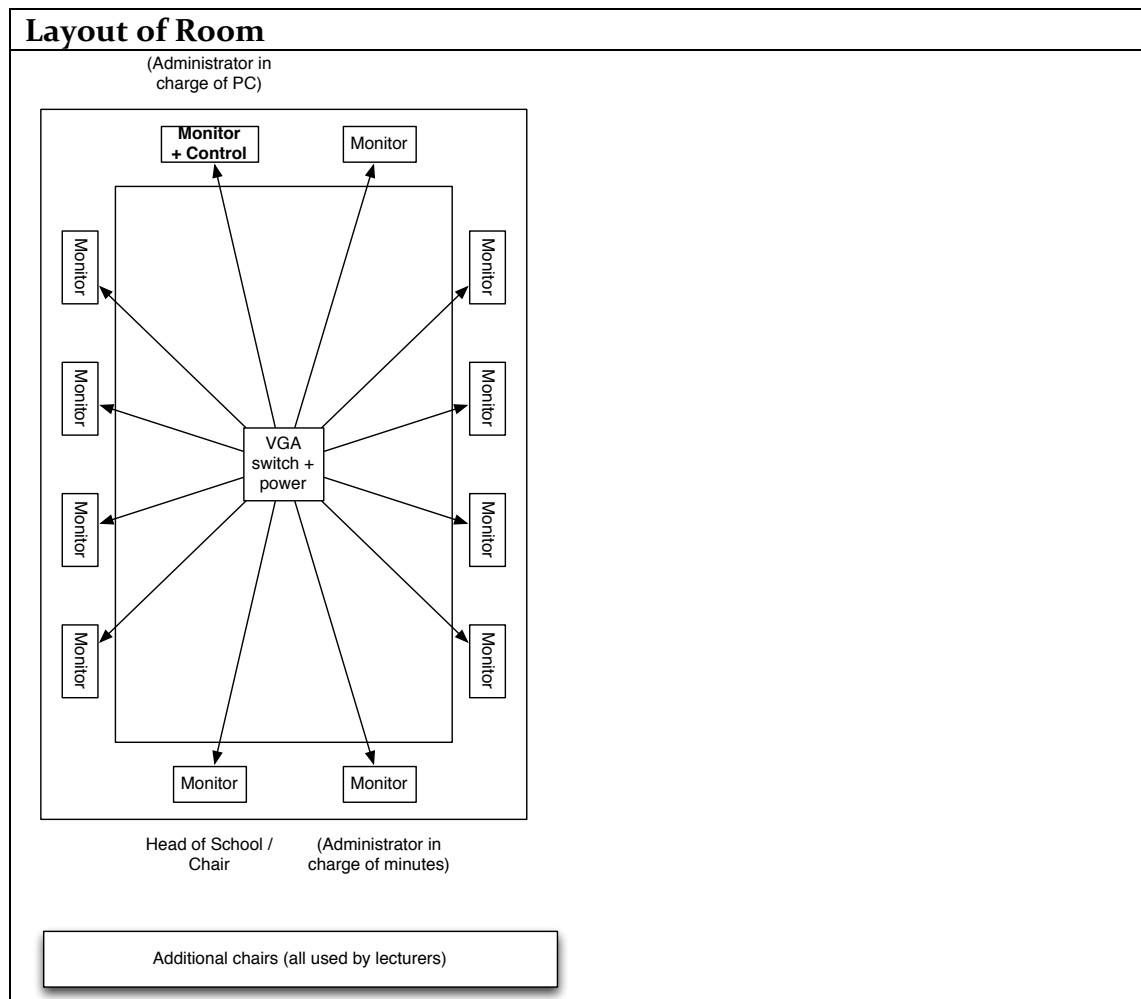 Layout of Room
(Administrator in
charge of PC)
Monitor
+ Control
Monitor
Monitor
Monitor
Monitor
Monitor
VGA
switch +
power
Monitor
Monitor
Monitor
Monitor
Monitor
Monitor
Head of School /
Chair
(Administrator in
charge of minutes)
Additional chairs (all used by lecturers)